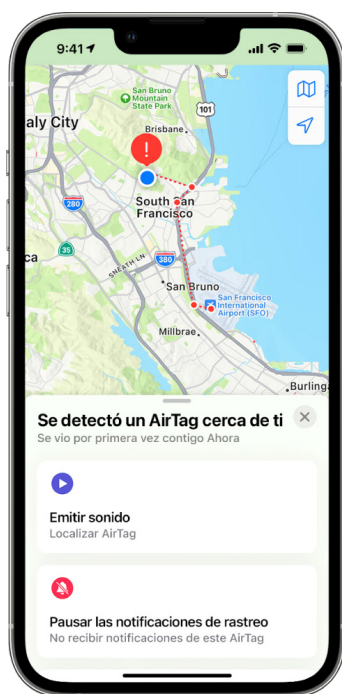 9:41
San Bruno
Mountain
State Park
101
aly City
Brisbane
280
South San
Francisco
35
ca
380
SNEATH LN
San Bruno
San Francisco
International
Airport (SFO)
Millbrae
Burling
Se detectó un AirTag cerca de ti
Se vio por primera vez contigo Ahora
Emitir sonido
Localizar AirTag
Pausar las notificaciones de rastreo
No recibir notificaciones de este AirTag